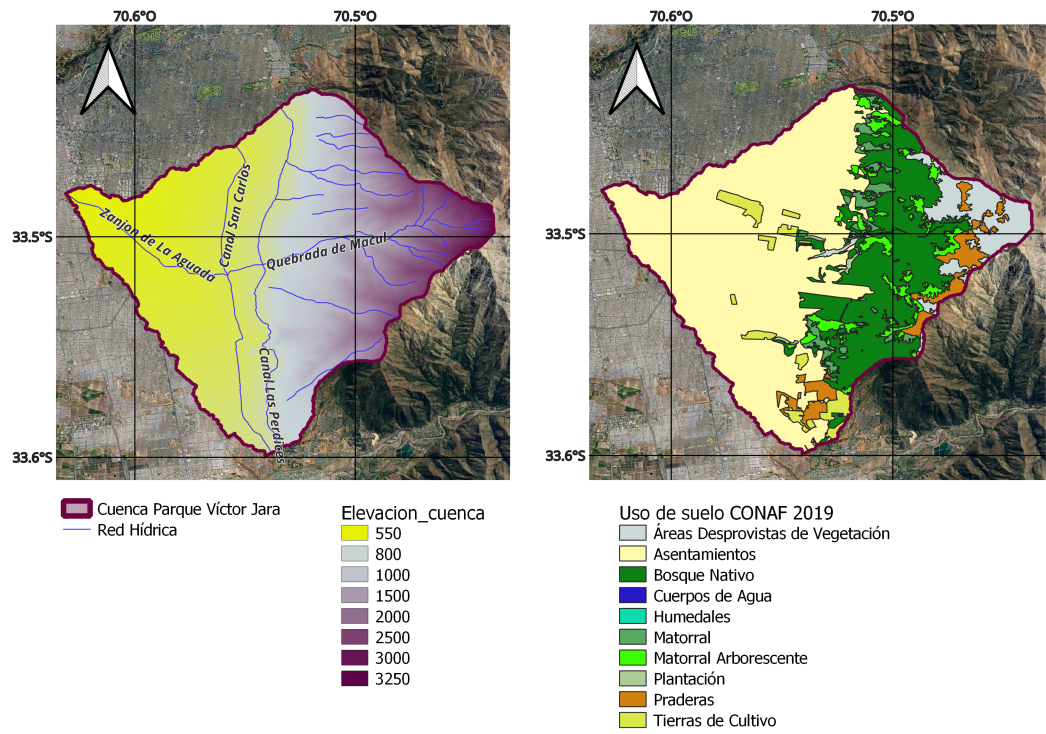 70.6°O
70.5°O
70.6°O
70.5°O
Zanjon de La Aguada
Canal San Carlos
Quebrada de Macul
Canal Las Perdices
33.5°S
33.5°S
33.6°S
33.6°S
Cuenca Parque Víctor Jara
Red Hídrica
Elevacion_cuenca
550
800
1000
1500
2000
2500
3000
3250
Uso de suelo CONAF 2019
Áreas Desprovistas de Vegetación
Asentamientos
Bosque Nativo
Cuerpos de Agua
Humedales
Matorral
Matorral Arborescente
Plantación
Praderas
Tierras de Cultivo